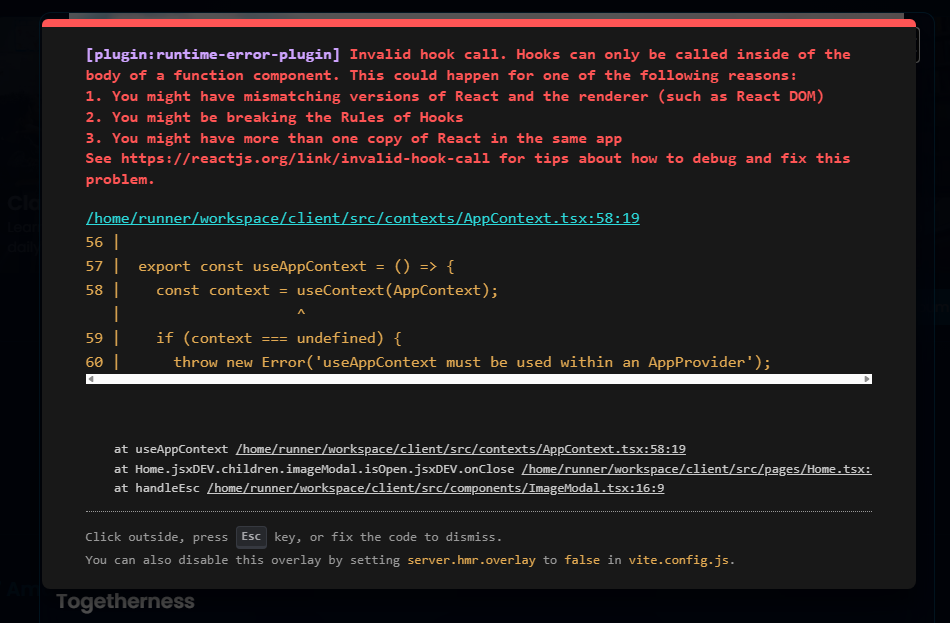 [plugin:runtime-error-plugin] Invalid hook call. Hooks can only be called inside of the
body of a function component. This could happen for one of the following reasons:
1. You might have mismatching versions of React and the renderer (such as React DOM)
2. You might be breaking the Rules of Hooks
3. You might have more than one copy of React in the same app
See https://reactjs.org/link/invalid-hook-call for tips about how to debug and fix this
problem.
/home/runner/workspace/client/src/contexts/AppContext.tsx:58:19
56 |
57 |  export const useAppContext = () => {
58 |    const context = useContext(AppContext);
   |                    ^
59 |    if (context === undefined) {
60 |      throw new Error('useAppContext must be used within an AppProvider');
at useAppContext /home/runner/workspace/client/src/contexts/AppContext.tsx:58:19
at Home.jsxDEV.children.imageModal.isOpen.jsxDEV.onClose /home/runner/workspace/client/src/pages/Home.tsx:
at handleEsc /home/runner/workspace/client/src/components/ImageModal.tsx:16:9
Click outside, press Esc key, or fix the code to dismiss.
You can also disable this overlay by setting server.hmr.overlay to false in vite.config.js.
Togetherness